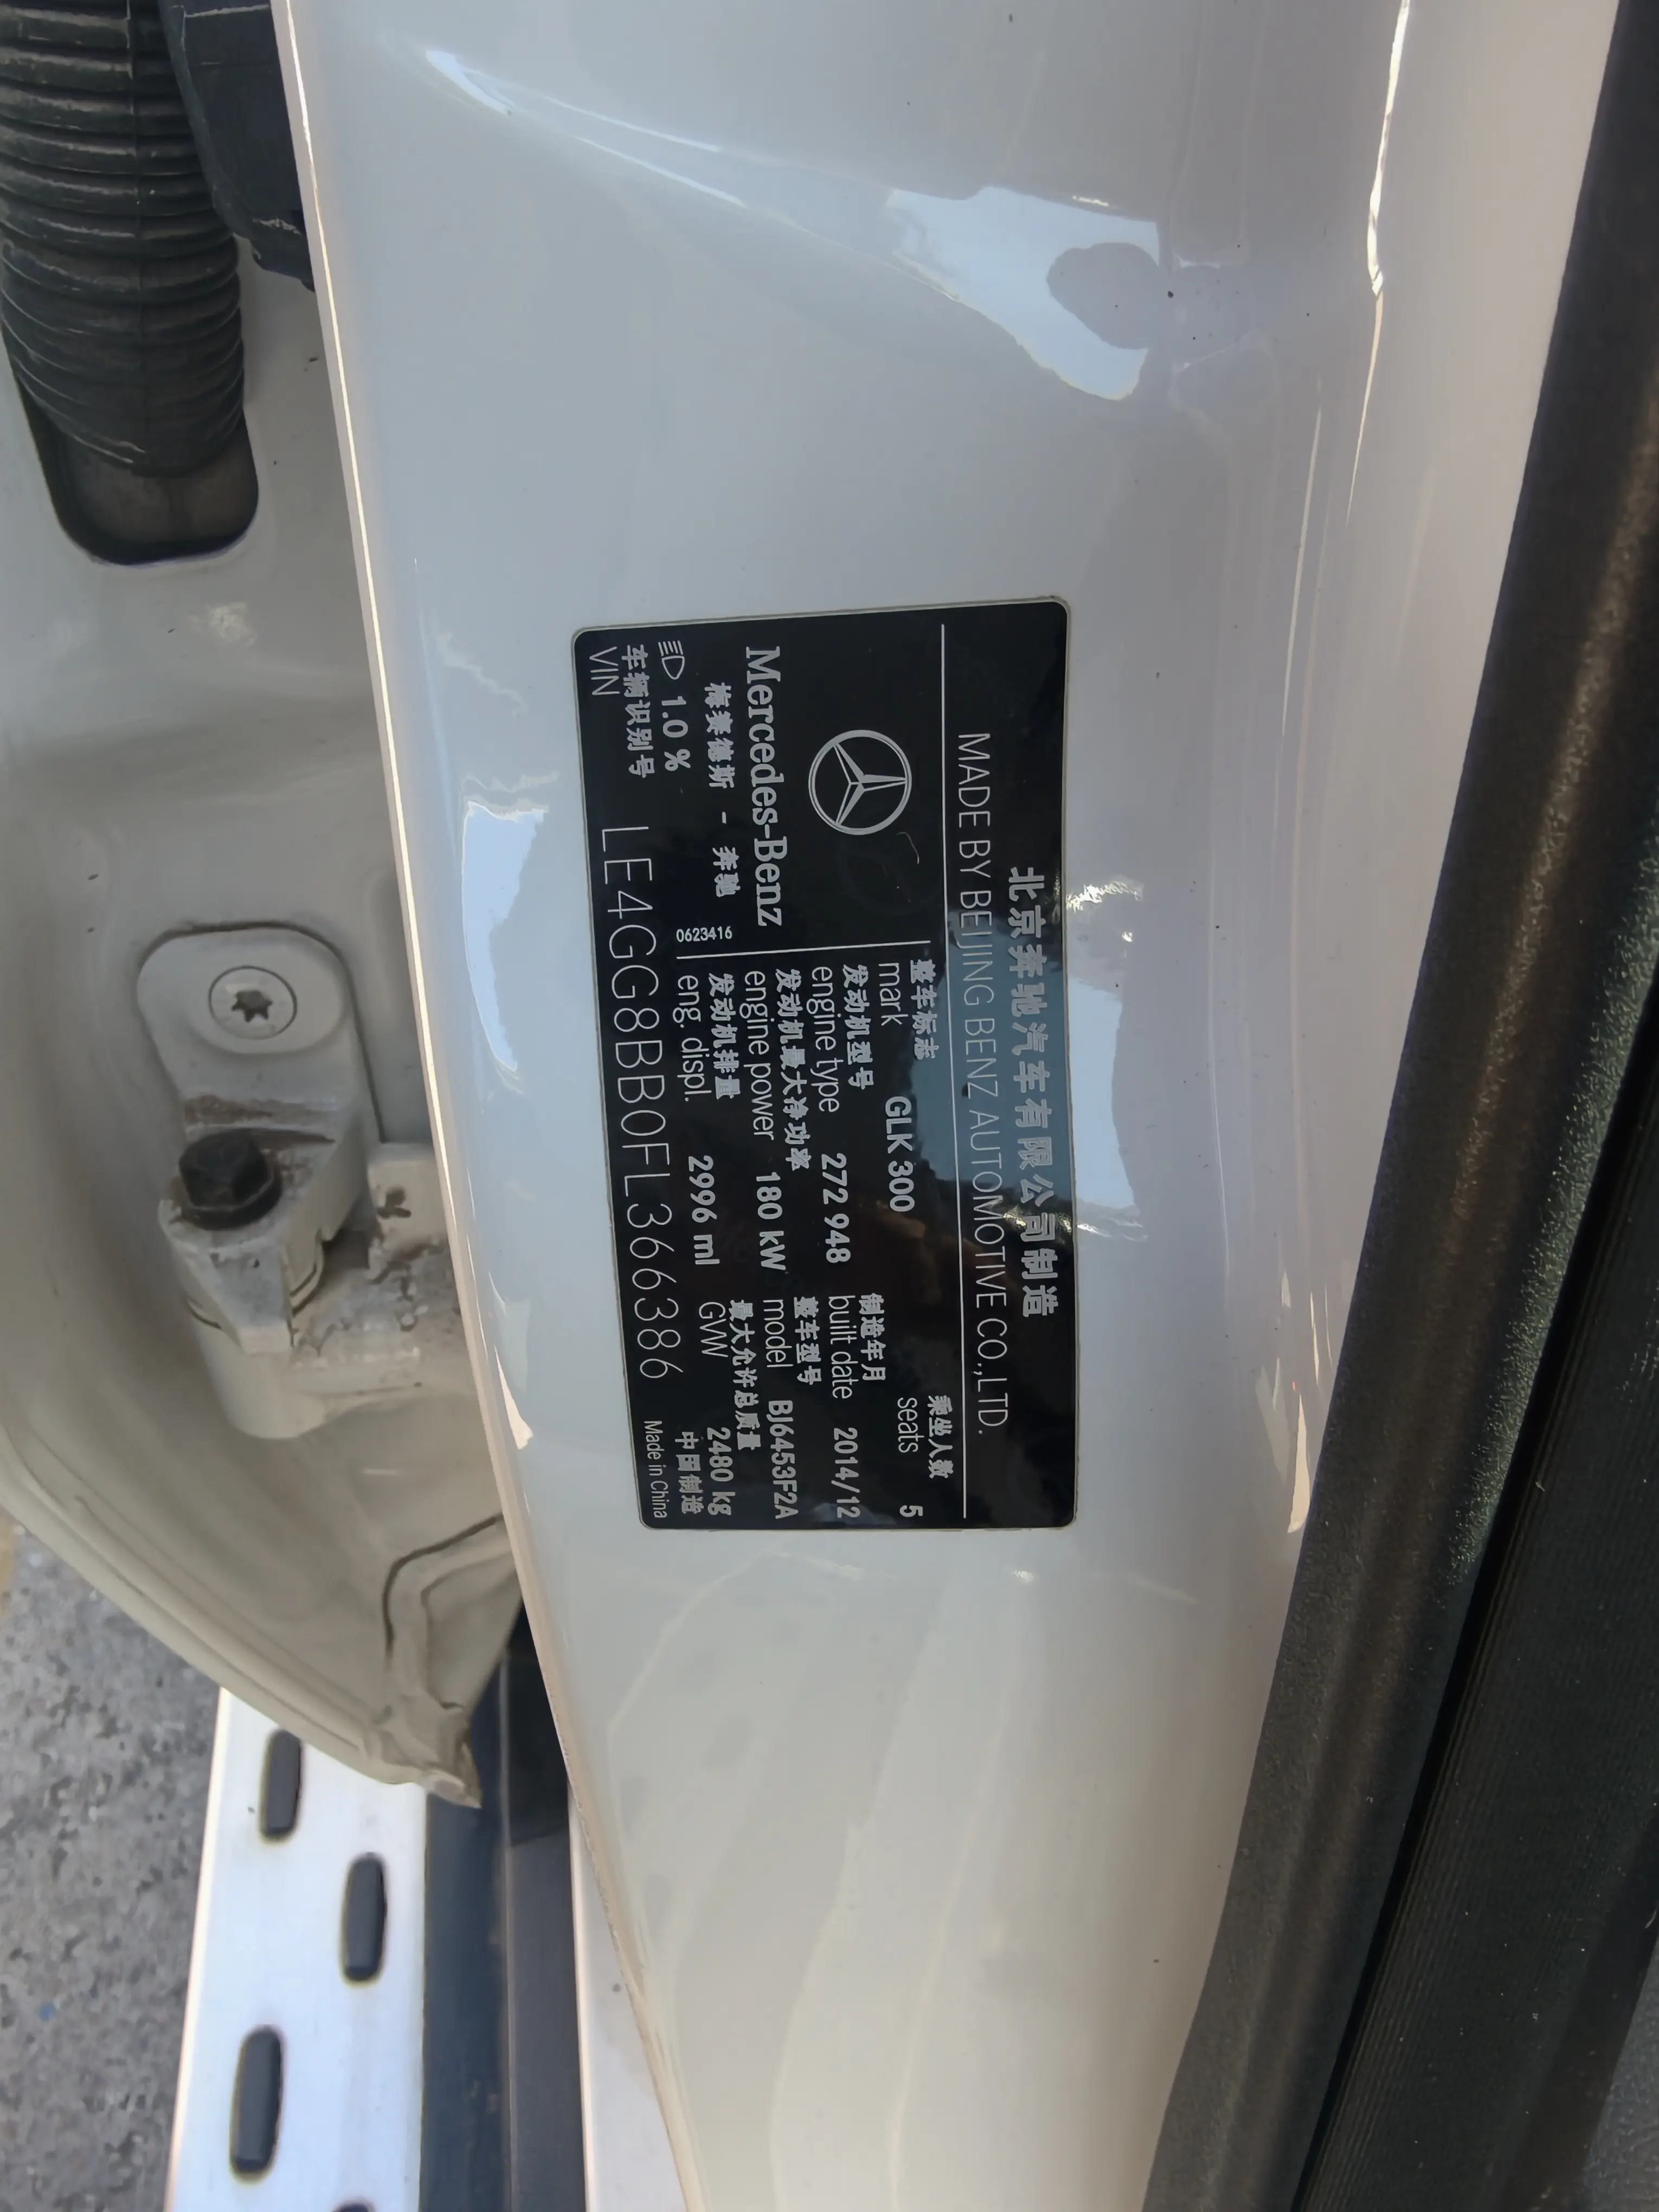 北京奔驰汽车有限公司制造
MADE BY BEIJING BENZ AUTOMOTIVE CO.,LTD.
Mercedes-Benz
梅赛德斯 - 奔驰
1.0 %
0623416
整车标志
mark GLK 300
乘坐人数
seats 5
发动机型号
engine type 272 948
制造年月
built date 2014/12
发动机最大净功率
engine power 180 kW
整车型号
model BJ6453F2A
发动机排量
eng. displ. 2996 ml
最大允许总质量
GWW 2480 kg
车辆识别号
VIN LE4GG8BB0FL366386
中国制造
Made in China